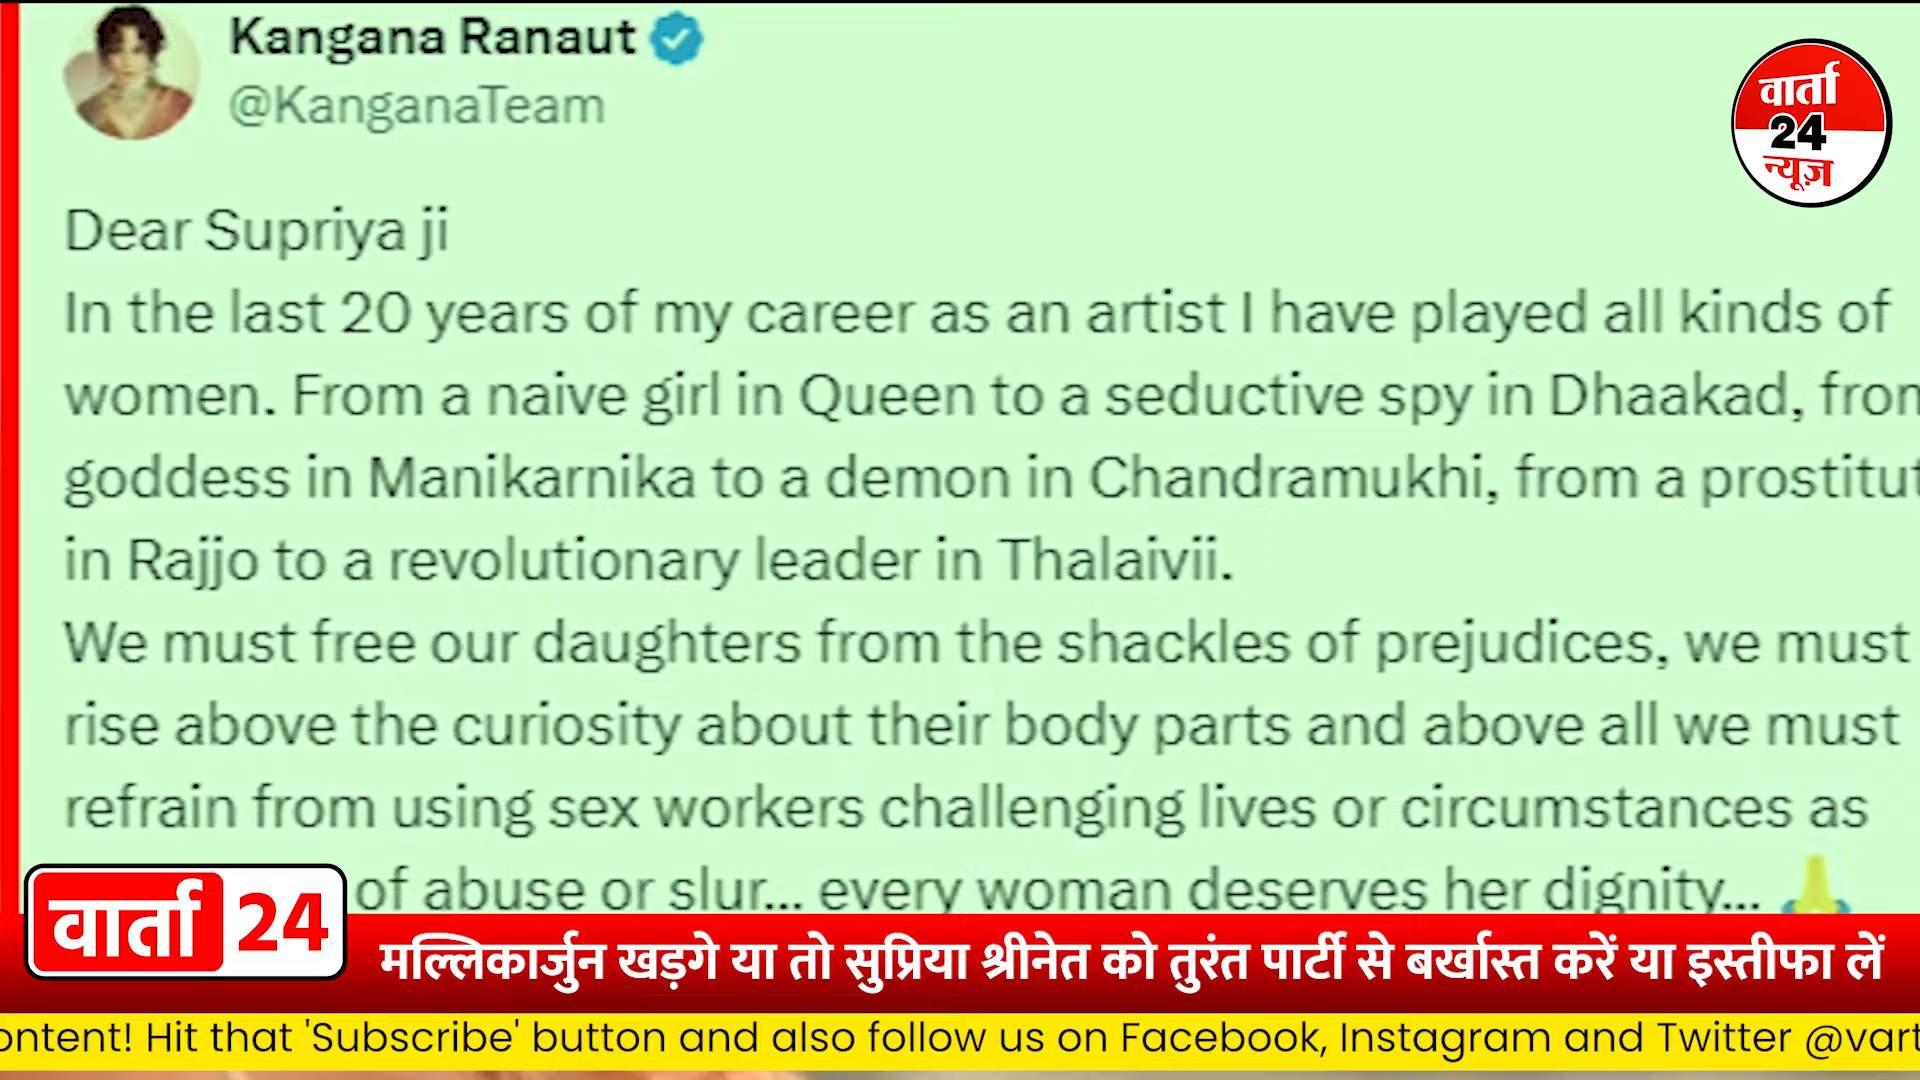 Kangana Ranaut
@KanganaTeam
वार्ता
24
न्यूज़
Dear Supriya ji
In the last 20 years of my career as an artist I have played all kinds of
women. From a naive girl in Queen to a seductive spy in Dhaakad, from
goddess in Manikarnika to a demon in Chandramukhi, from a prostitut
in Rajjo to a revolutionary leader in Thalaivii.
We must free our daughters from the shackles of prejudices, we must
rise above the curiosity about their body parts and above all we must
refrain from using sex workers challenging lives or circumstances as
of abuse or slur... every woman deserves her dignity... 🙏
वार्ता 24
मल्लिकार्जुन खड़गे या तो सुप्रिया श्रीनेत को तुरंत पार्टी से बर्खास्त करें या इस्तीफा लें
ontent! Hit that 'Subscribe' button and also follow us on Facebook, Instagram and Twitter @vart